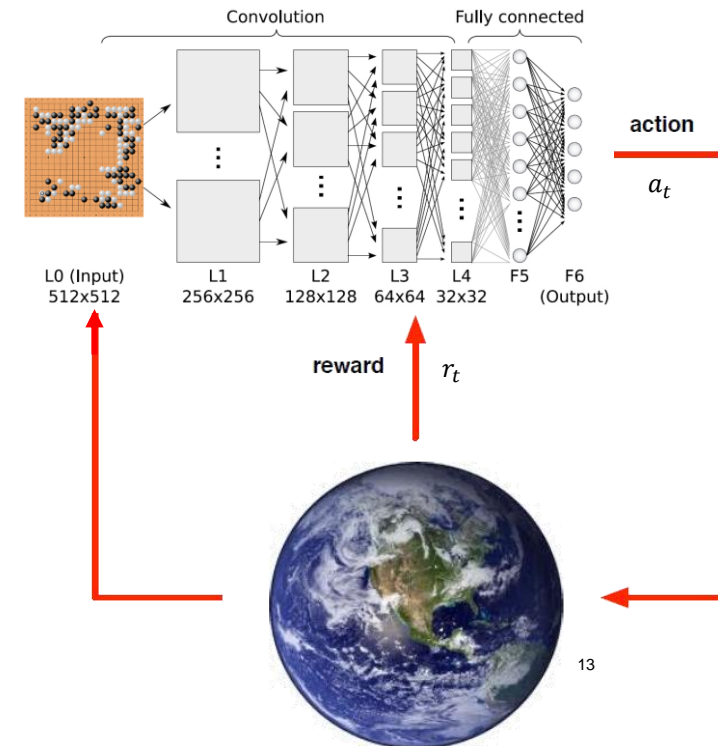 Convolution Fully connected
action
a_t
L0 (Input) L1 L2 L3 L4 F5 F6
512x512 256x256 128x128 64x64 32x32 (Output)
reward r_t
13